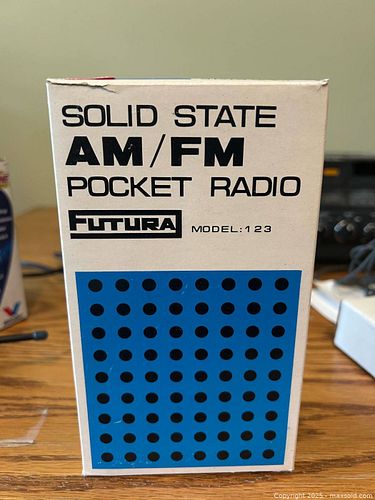 SOLID STATE
AM/FM
POCKET RADIO
FUTURA MODEL:123
Copyright 2025 - maxsold.com